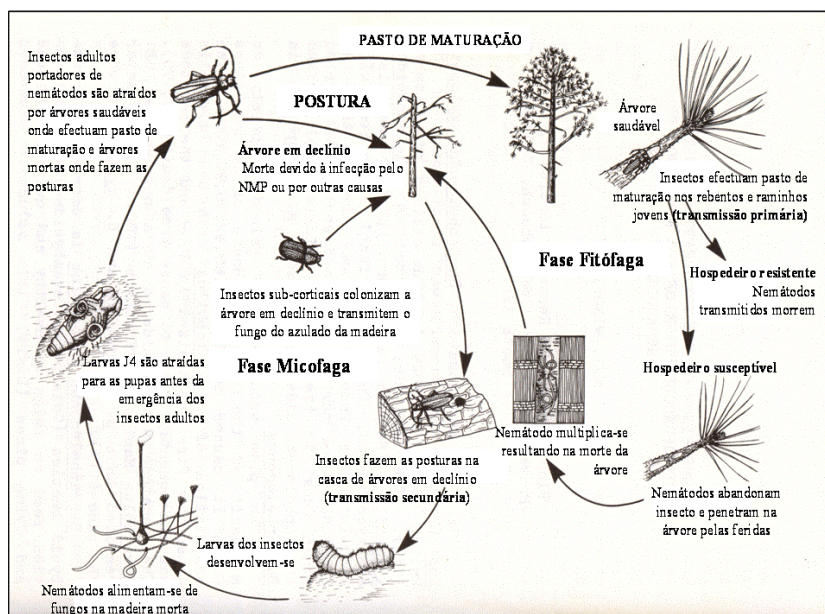 PASTO DE MATURAÇÃO
Insectos adultos
portadores de
nemátodos são atraídos
por árvores saudáveis
onde efectuam pasto de
maturação e árvores
mortas onde fazem as
posturas
POSTURA
Árvore em declínio
Morte devido à infecção pelo
NMP ou por outras causas
Árvore
saudável
Insectos efectuam pasto de
maturação nos rebentos e raminhos
jovens (transmissão primária)
Fase Fitófaga
Hospedeiro resistente
Nemátodos
transmitidos morrem
Insectos sub-corticais colonizam a
árvore em declínio e transmitem o
fungo do azulado da madeira
Hospedeiro susceptível
Fase Micofaga
Larvas J4 são atraídas
para as pupas antes da
emergência dos
insectos adultos
Nemátodo multiplica-se
resultando na morte da
árvore
Insectos fazem as posturas na
casca de árvores em declínio
(transmissão secundária)
Nemátodos abandonam
insecto e penetram na
árvore pelas feridas
Larvas dos insectos
desenvolvem-se
Nemátodos alimentam-se de
fungos na madeira morta